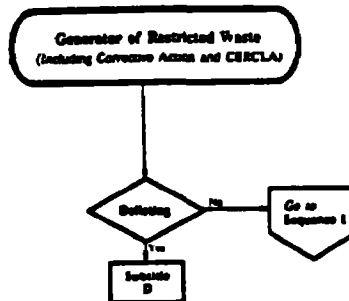 Generator of Restricted Waste
(Including Corrective Action and CERCLA)
Delisting
No
Go to
Sequence 1
Yes
Subtitle
D